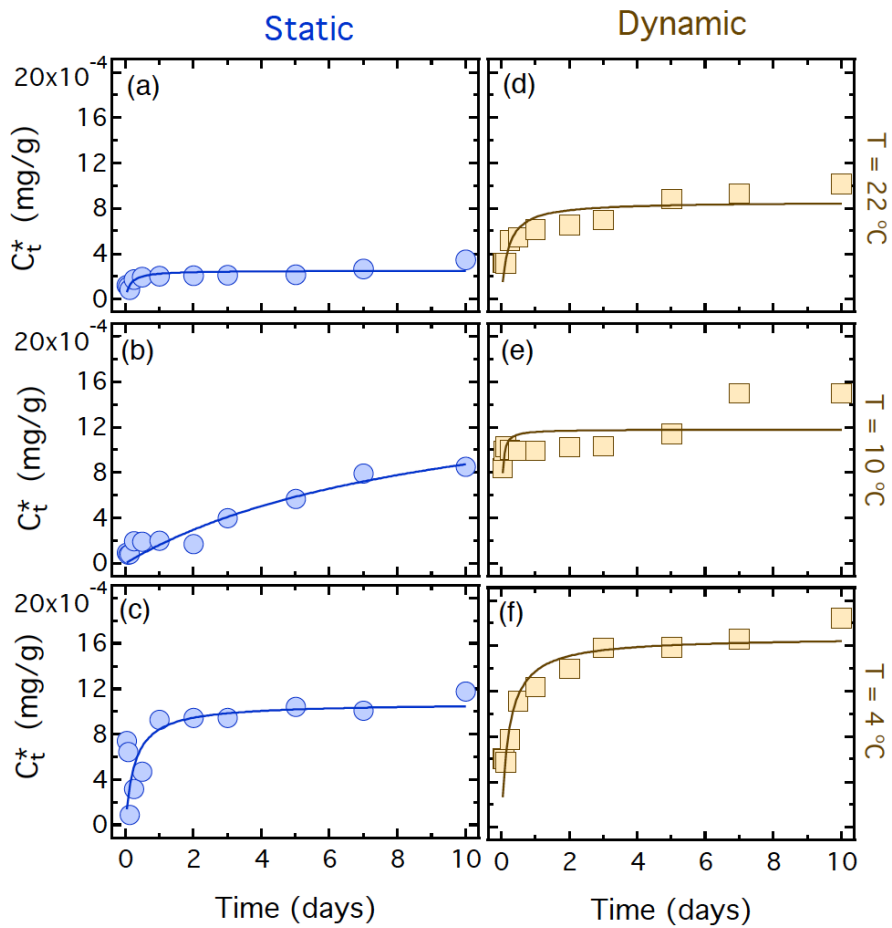 Static
Dynamic
(a)
20x10⁻⁴
16
12
8
4
0
C*t (mg/g)
(d)
T = 22 °C
(b)
20x10⁻⁴
16
12
8
4
0
C*t (mg/g)
(e)
T = 10 °C
(c)
20x10⁻⁴
16
12
8
4
0
C*t (mg/g)
(f)
T = 4 °C
0 2 4 6 8 10
0 2 4 6 8 10
Time (days)
Time (days)